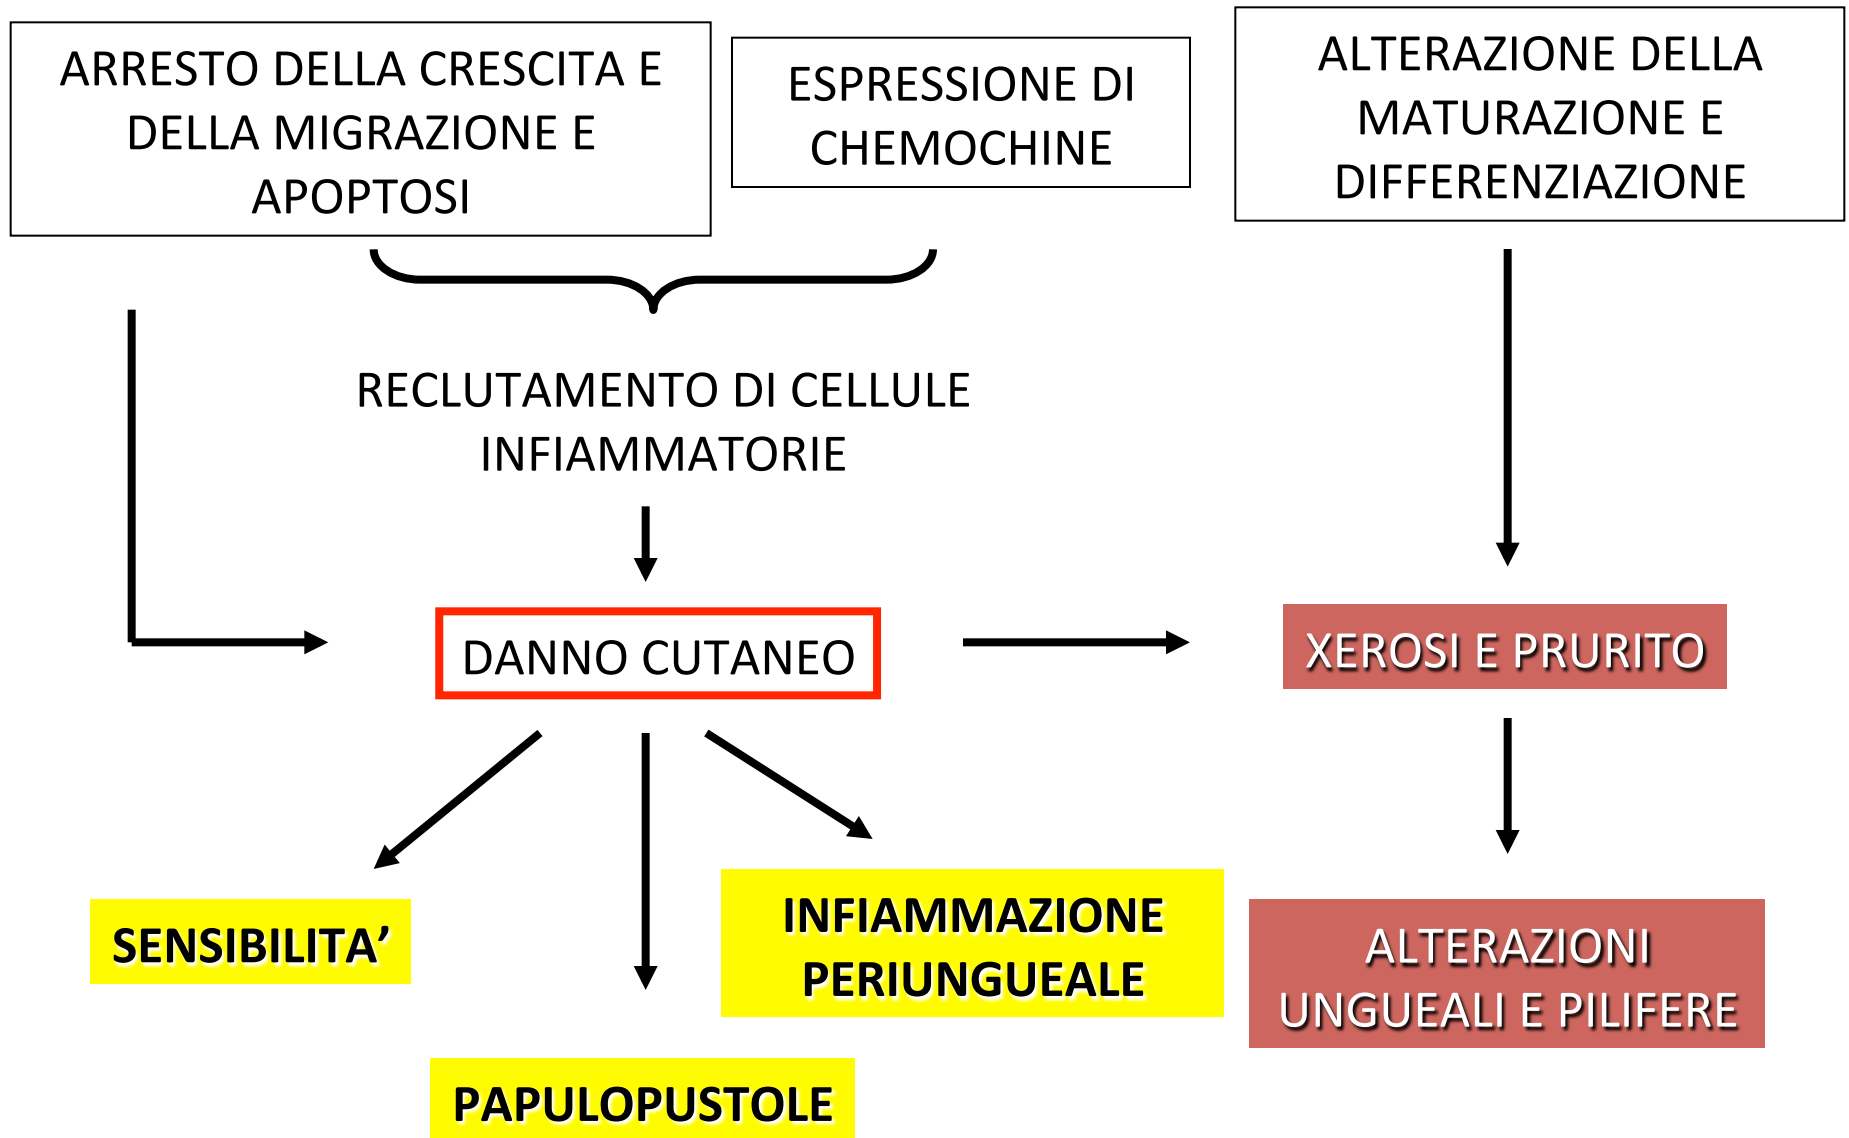 ARRESTO DELLA CRESCITA E
DELLA MIGRAZIONE E
APOPTOSI
ESPRESSIONE DI
CHEMOCHINE
ALTERAZIONE DELLA
MATURAZIONE E
DIFFERENZIAZIONE
RECLUTAMENTO DI CELLULE
INFIAMMATORIE
DANNO CUTANEO
XEROSI E PRURITO
SENSIBILITA’
INFIAMMAZIONE
PERIUNGUEALE
ALTERAZIONI
UNGUEALI E PILIFERE
PAPULOPUSTOLE